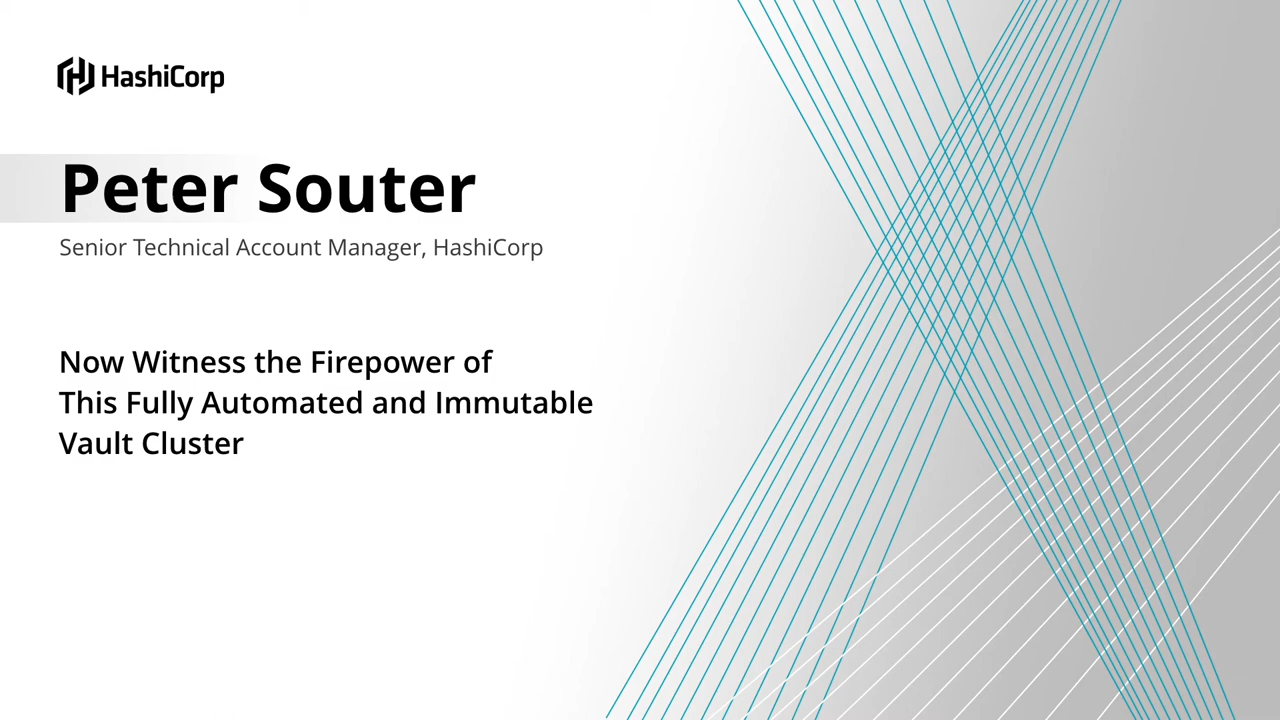 HashiCorp
Peter Souter
Senior Technical Account Manager, HashiCorp
Now Witness the Firepower of
This Fully Automated and Immutable
Vault Cluster